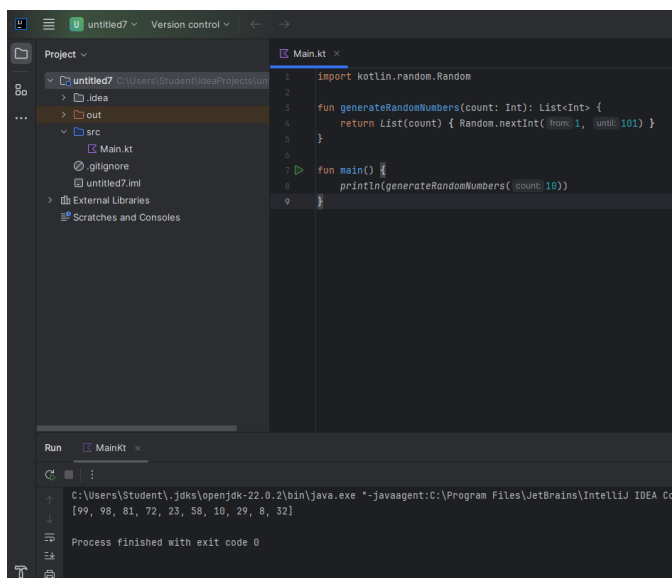 U untitled7 Version control
Project
Main.kt
untitled7 C:\Users\Student\IdeaProjects\un
.idea
out
src
Main.kt
.gitignore
untitled7.iml
External Libraries
Scratches and Consoles
1 import kotlin.random.Random
2
3 fun generateRandomNumbers(count: Int): List<Int> {
4 return List(count) { Random.nextInt( from: 1, until: 101) }
5 }
6
7 fun main() {
8 println(generateRandomNumbers( count: 10))
9 }
Run MainKt
C:\Users\Student\.jdks\openjdk-22.0.2\bin\java.exe "-javaagent:C:\Program Files\JetBrains\IntelliJ IDEA Co
[99, 98, 81, 72, 23, 58, 10, 29, 8, 32]
Process finished with exit code 0